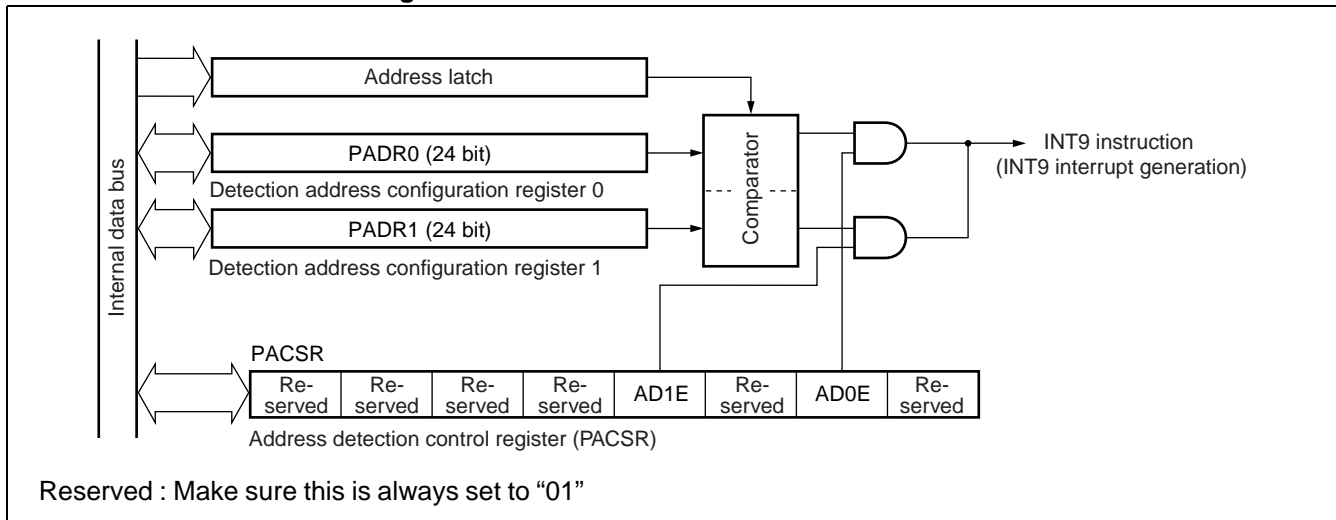 Address latch
Internal data bus
PADR0 (24 bit)
Detection address configuration register 0
PADR1 (24 bit)
Detection address configuration register 1
Comparator
INT9 instruction
(INT9 interrupt generation)
PACSR
Re-
served
Re-
served
Re-
served
Re-
served
AD1E
Re-
served
AD0E
Re-
served
Address detection control register (PACSR)
Reserved : Make sure this is always set to “01”